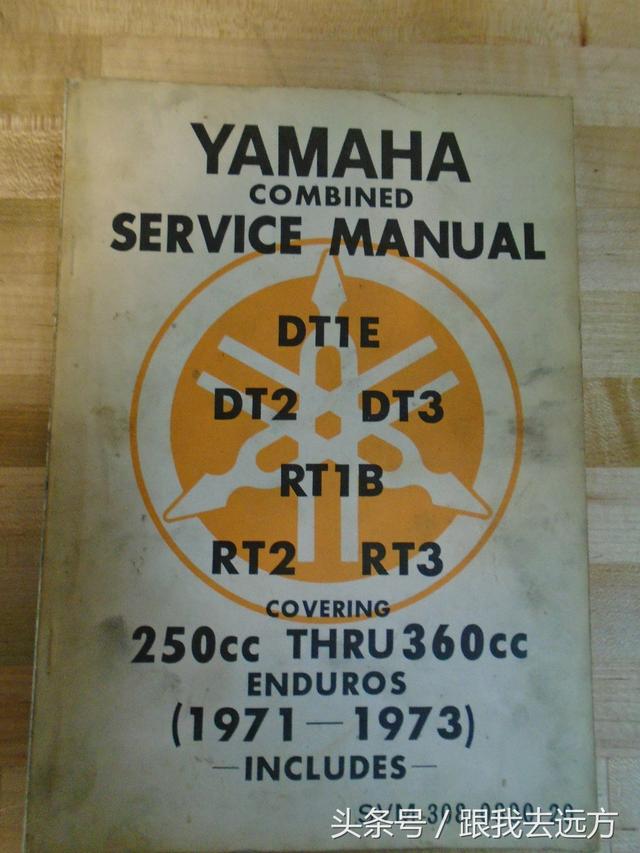 YAMAHA
COMBINED
SERVICE MANUAL
DT1E
DT2 DT3
RT1B
RT2 RT3
COVERING
250cc THRU 360cc
ENDUROS
(1971—1973)
—INCLUDES—
头条号 / 跟我去远方